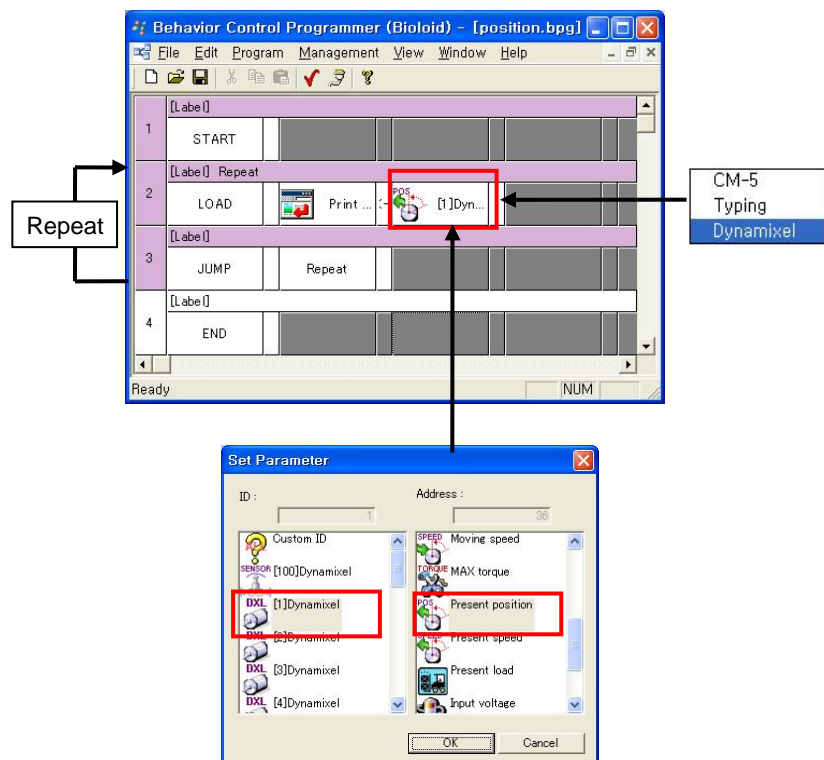 Behavior Control Programmer (Bioloid) - [position.bpg]
File Edit Program Management View Window Help
[Label]
1
START
[Label] Repeat
2
LOAD
Print ...
POS
[1]Dyn...
[Label]
3
JUMP
Repeat
[Label]
4
END
Ready
NUM
Repeat
CM-5
Typing
Dynamixel
Set Parameter
ID :
Address :
1
36
Custom ID
SENSOR [100]Dynamixel
DXL [1]Dynamixel
DXL [2]Dynamixel
DXL [3]Dynamixel
DXL [4]Dynamixel
SPEED Moving speed
TORQUE MAX torque
POS Present position
SPEED Present speed
Present load
Input voltage
OK
Cancel